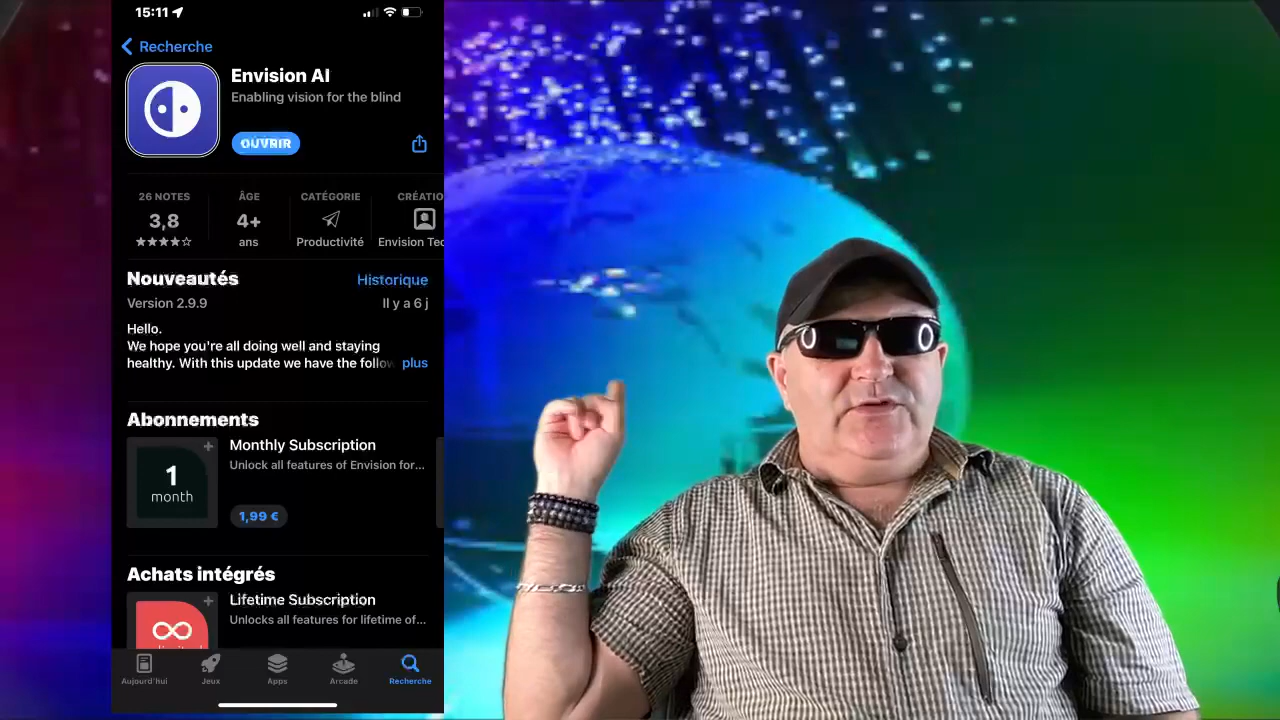 15:11
Recherche
Envision AI
Enabling vision for the blind
OUVRIR
26 NOTES
ÂGE
CATÉGORIE
CRÉATIO
3,8
4+
★★★★☆
ans
Productivité
Envision Tec
Nouveautés
Historique
Version 2.9.9
Il y a 6 j
Hello.
We hope you're all doing well and staying
healthy. With this update we have the follow
plus
Abonnements
1
month
Monthly Subscription
Unlock all features of Envision for...
1,99 €
Achats intégrés
Lifetime Subscription
Unlocks all features for lifetime of...
Aujourd'hui
Jeux
Apps
Arcade
Recherche